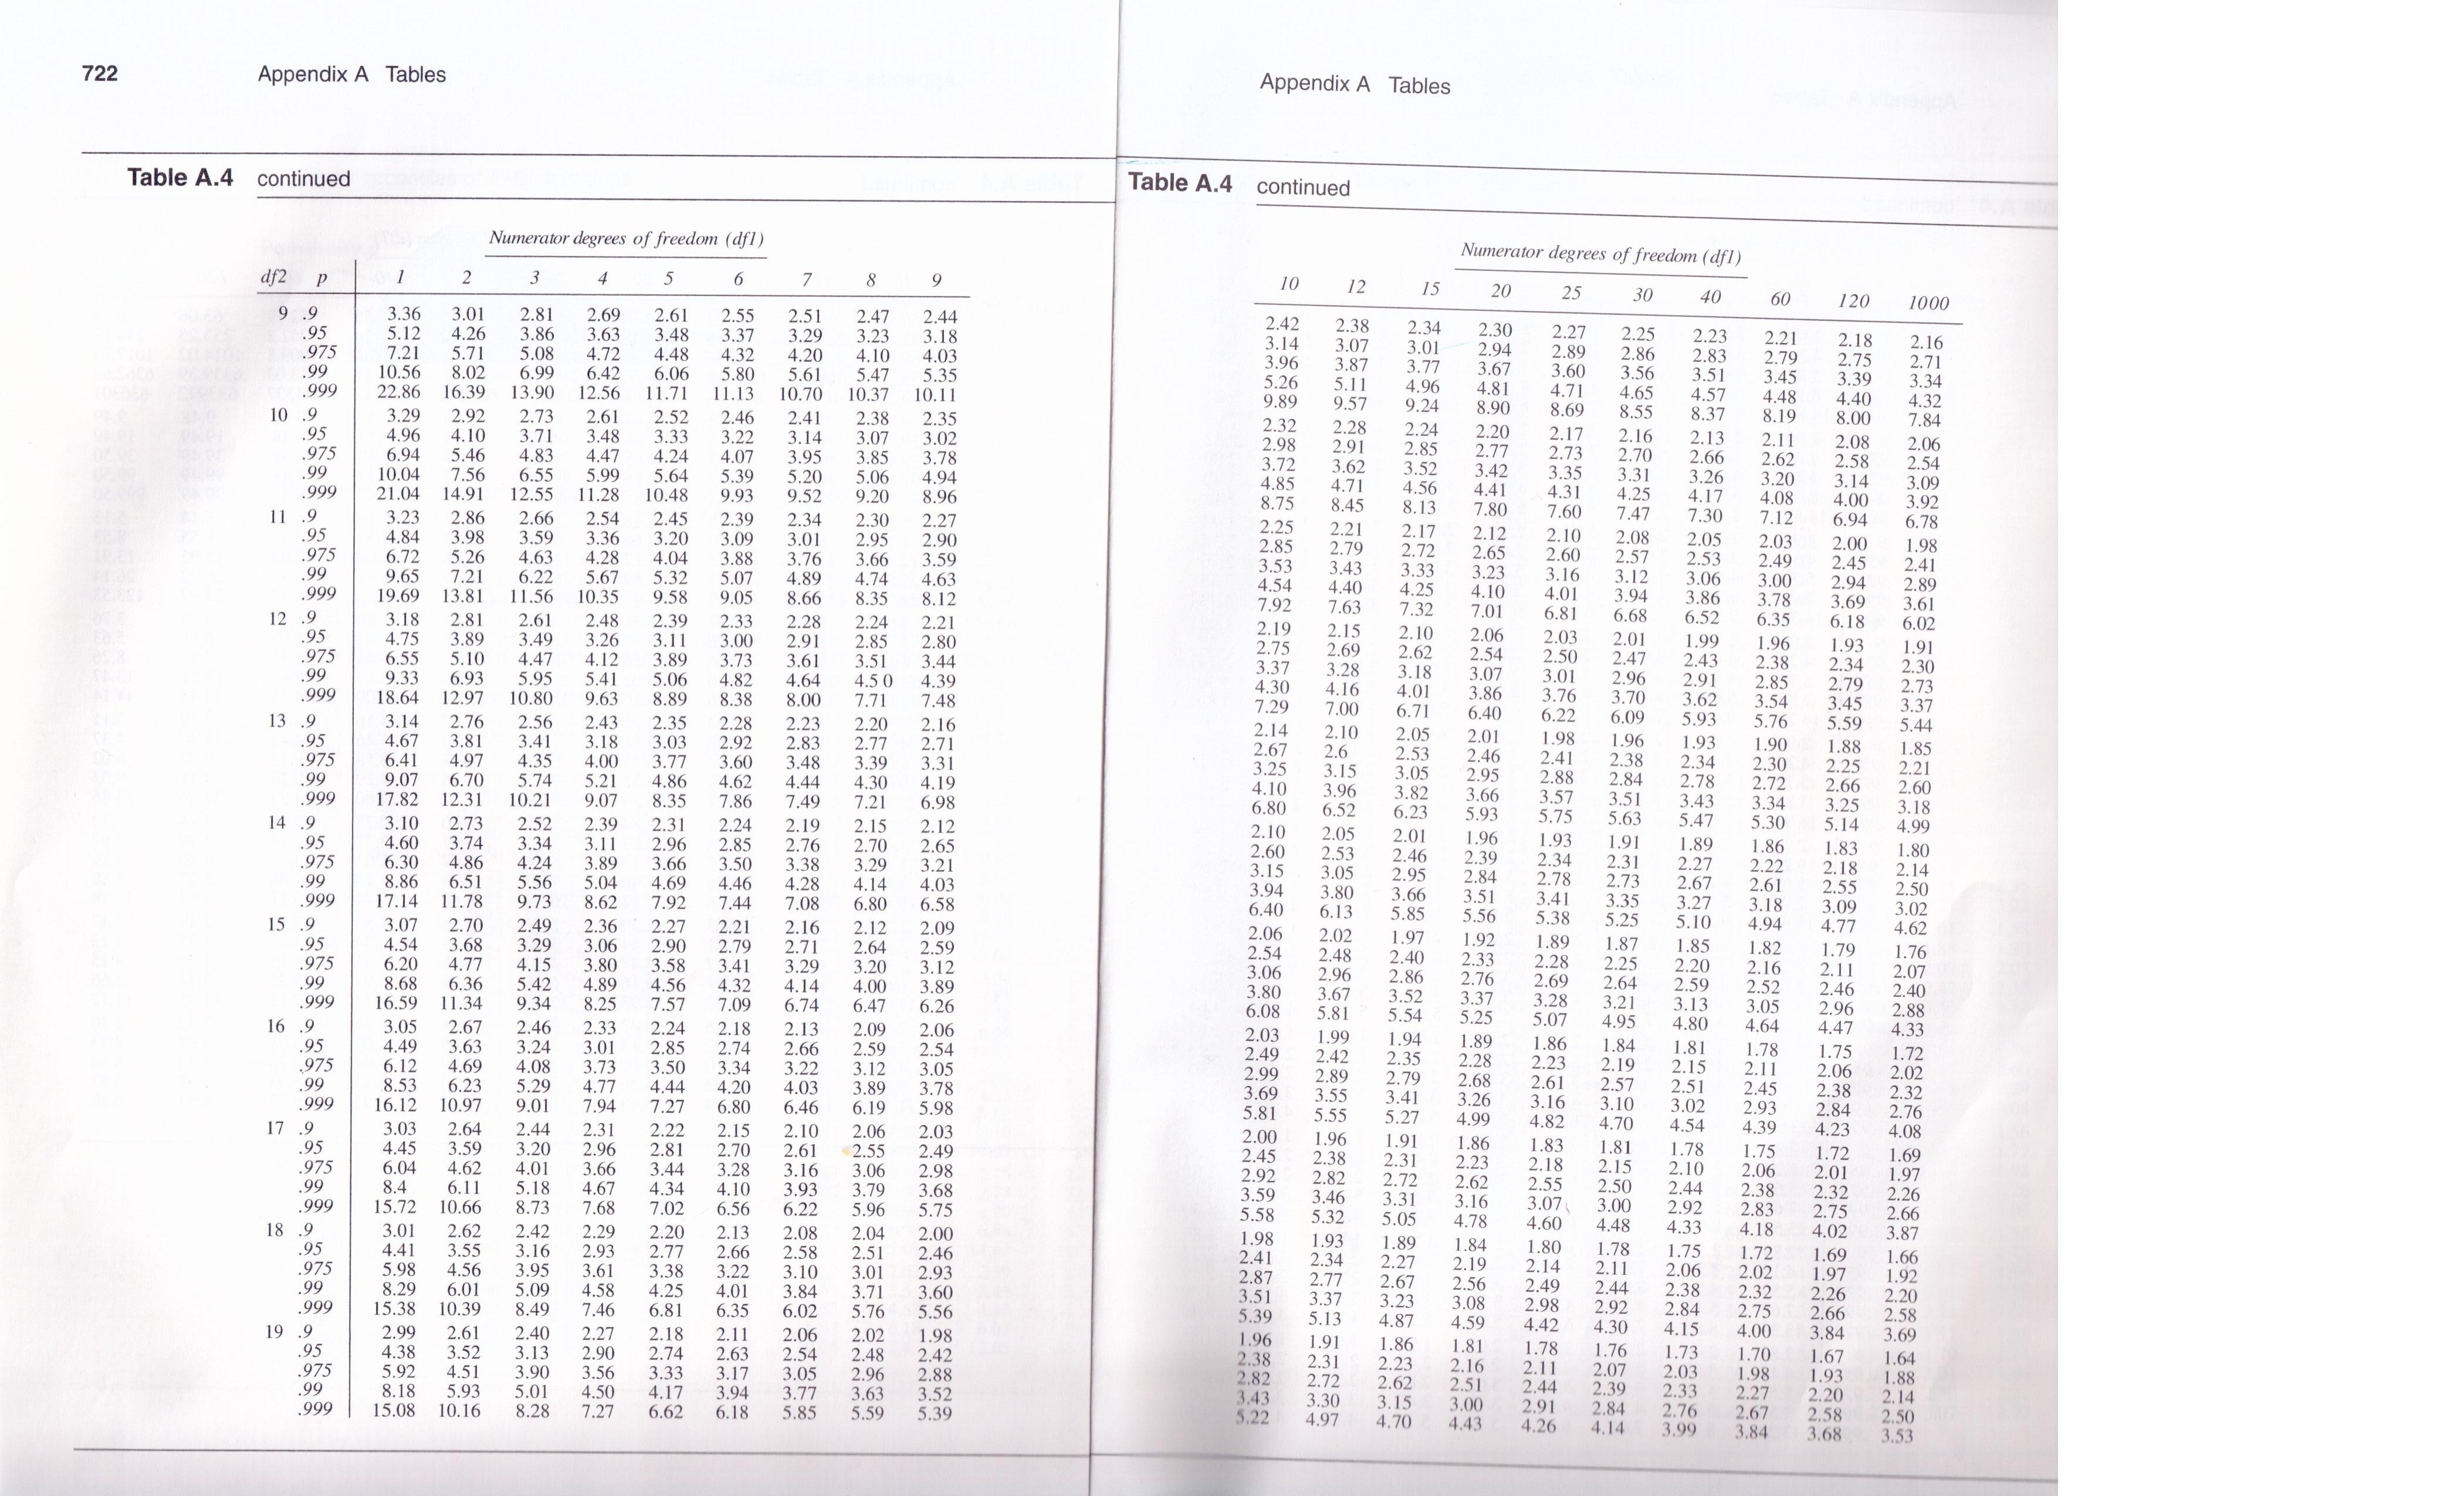 722 Appendix A Tables
Table A.4 continued
Numerator degrees of freedom (df1)
df2 p 1 2 3 4 5 6 7 8 9
9 .9 3.36 3.01 2.81 2.69 2.61 2.55 2.51 2.47 2.44
.95 5.12 4.26 3.86 3.63 3.48 3.37 3.29 3.23 3.18
.975 7.21 5.71 5.08 4.72 4.48 4.32 4.20 4.10 4.03
.99 10.56 8.02 6.99 6.42 6.06 5.80 5.61 5.47 5.35
.999 22.86 16.39 13.90 12.56 11.71 11.13 10.70 10.37 10.11
10 .9 3.29 2.92 2.73 2.61 2.52 2.46 2.41 2.38 2.35
.95 4.96 4.10 3.71 3.48 3.33 3.22 3.14 3.07 3.02
.975 6.94 5.46 4.83 4.47 4.24 4.07 3.95 3.85 3.78
.99 10.04 7.56 6.55 5.99 5.64 5.39 5.20 5.06 4.94
.999 21.04 14.91 12.55 11.28 10.48 9.93 9.52 9.20 8.96
11 .9 3.23 2.86 2.66 2.54 2.45 2.39 2.34 2.30 2.27
.95 4.84 3.98 3.59 3.36 3.20 3.09 3.01 2.95 2.90
.975 6.72 5.26 4.63 4.28 4.04 3.88 3.76 3.66 3.59
.99 9.65 7.21 6.22 5.67 5.32 5.07 4.89 4.74 4.63
.999 19.69 13.81 11.56 10.35 9.58 9.05 8.66 8.35 8.12
12 .9 3.18 2.81 2.61 2.48 2.39 2.33 2.28 2.24 2.21
.95 4.75 3.89 3.49 3.26 3.11 3.00 2.91 2.85 2.80
.975 6.55 5.10 4.47 4.12 3.89 3.73 3.61 3.51 3.44
.99 9.33 6.93 5.95 5.41 5.06 4.82 4.64 4.5 0 4.39
.999 18.64 12.97 10.80 9.63 8.89 8.38 8.00 7.71 7.48
13 .9 3.14 2.76 2.56 2.43 2.35 2.28 2.23 2.20 2.16
.95 4.67 3.81 3.41 3.18 3.03 2.92 2.83 2.77 2.71
.975 6.41 4.97 4.35 4.00 3.77 3.60 3.48 3.39 3.31
.99 9.07 6.70 5.74 5.21 4.86 4.62 4.44 4.30 4.19
.999 17.82 12.31 10.21 9.07 8.35 7.86 7.49 7.21 6.98
14 .9 3.10 2.73 2.52 2.39 2.31 2.24 2.19 2.15 2.12
.95 4.60 3.74 3.34 3.11 2.96 2.85 2.76 2.70 2.65
.975 6.30 4.86 4.24 3.89 3.66 3.50 3.38 3.29 3.21
.99 8.86 6.51 5.56 5.04 4.69 4.46 4.28 4.14 4.03
.999 17.14 11.78 9.73 8.62 7.92 7.44 7.08 6.80 6.58
15 .9 3.07 2.70 2.49 2.36 2.27 2.21 2.16 2.12 2.09
.95 4.54 3.68 3.29 3.06 2.90 2.79 2.71 2.64 2.59
.975 6.20 4.77 4.15 3.80 3.58 3.41 3.29 3.20 3.12
.99 8.68 6.36 5.42 4.89 4.56 4.32 4.14 4.00 3.89
.999 16.59 11.34 9.34 8.25 7.57 7.09 6.74 6.47 6.26
16 .9 3.05 2.67 2.46 2.33 2.24 2.18 2.13 2.09 2.06
.95 4.49 3.63 3.24 3.01 2.85 2.74 2.66 2.59 2.54
.975 6.12 4.69 4.08 3.73 3.50 3.34 3.22 3.12 3.05
.99 8.53 6.23 5.29 4.77 4.44 4.20 4.03 3.89 3.78
.999 16.12 10.97 9.01 7.94 7.27 6.80 6.46 6.19 5.98
17 .9 3.03 2.64 2.44 2.31 2.22 2.15 2.10 2.06 2.03
.95 4.45 3.59 3.20 2.96 2.81 2.70 2.61 2.55 2.49
.975 6.04 4.62 4.01 3.66 3.44 3.28 3.16 3.06 2.98
.99 8.4 6.11 5.18 4.67 4.34 4.10 3.93 3.79 3.68
.999 15.72 10.66 8.73 7.68 7.02 6.56 6.22 5.96 5.75
18 .9 3.01 2.62 2.42 2.29 2.20 2.13 2.08 2.04 2.00
.95 4.41 3.55 3.16 2.93 2.77 2.66 2.58 2.51 2.46
.975 5.98 4.56 3.95 3.61 3.38 3.22 3.10 3.01 2.93
.99 8.29 6.01 5.09 4.58 4.25 4.01 3.84 3.71 3.60
.999 15.38 10.39 8.49 7.46 6.81 6.35 6.02 5.76 5.56
19 .9 2.99 2.61 2.40 2.27 2.18 2.11 2.06 2.02 1.98
.95 4.38 3.52 3.13 2.90 2.74 2.63 2.54 2.48 2.42
.975 5.92 4.51 3.90 3.56 3.33 3.17 3.05 2.96 2.88
.99 8.18 5.93 5.01 4.50 4.17 3.94 3.77 3.63 3.52
.999 15.08 10.16 8.28 7.27 6.62 6.18 5.85 5.59 5.39
Appendix A Tables
Table A.4 continued
Numerator degrees of freedom (df1)
10 12 15 20 25 30 40 60 120 1000
2.42 2.38 2.34 2.30 2.27 2.25 2.23 2.21 2.18 2.16
3.14 3.07 3.01 2.94 2.89 2.86 2.83 2.79 2.75 2.71
3.96 3.87 3.77 3.67 3.60 3.56 3.51 3.45 3.39 3.34
5.26 5.11 4.96 4.81 4.71 4.65 4.57 4.48 4.40 4.32
9.89 9.57 9.24 8.90 8.69 8.55 8.37 8.19 8.00 7.84
2.32 2.28 2.24 2.20 2.17 2.16 2.13 2.11 2.08 2.06
2.98 2.91 2.85 2.77 2.73 2.70 2.66 2.62 2.58 2.54
3.72 3.62 3.52 3.42 3.35 3.31 3.26 3.20 3.14 3.09
4.85 4.71 4.56 4.41 4.31 4.25 4.17 4.08 4.00 3.92
8.75 8.45 8.13 7.80 7.60 7.47 7.30 7.12 6.94 6.78
2.25 2.21 2.17 2.12 2.10 2.08 2.05 2.03 2.00 1.98
2.85 2.79 2.72 2.65 2.60 2.57 2.53 2.49 2.45 2.41
3.53 3.43 3.33 3.23 3.16 3.12 3.06 3.00 2.94 2.89
4.54 4.40 4.25 4.10 4.01 3.94 3.86 3.78 3.69 3.61
7.92 7.63 7.32 7.01 6.81 6.68 6.52 6.35 6.18 6.02
2.19 2.15 2.10 2.06 2.03 2.01 1.99 1.96 1.93 1.91
2.75 2.69 2.62 2.54 2.50 2.47 2.43 2.38 2.34 2.30
3.37 3.28 3.18 3.07 3.01 2.96 2.91 2.85 2.79 2.73
4.30 4.16 4.01 3.86 3.76 3.70 3.62 3.54 3.45 3.37
7.29 7.00 6.71 6.40 6.22 6.09 5.93 5.76 5.59 5.44
2.14 2.10 2.05 2.01 1.98 1.96 1.93 1.90 1.88 1.85
2.67 2.6 2.53 2.46 2.41 2.38 2.34 2.30 2.25 2.21
3.25 3.15 3.05 2.95 2.88 2.84 2.78 2.72 2.66 2.60
4.10 3.96 3.82 3.66 3.57 3.51 3.43 3.34 3.25 3.18
6.80 6.52 6.23 5.93 5.75 5.63 5.47 5.30 5.14 4.99
2.10 2.05 2.01 1.96 1.93 1.91 1.89 1.86 1.83 1.80
2.60 2.53 2.46 2.39 2.34 2.31 2.27 2.22 2.18 2.14
3.15 3.05 2.95 2.84 2.78 2.73 2.67 2.61 2.55 2.50
3.94 3.80 3.66 3.51 3.41 3.35 3.27 3.18 3.09 3.02
6.40 6.13 5.85 5.56 5.38 5.25 5.10 4.94 4.77 4.62
2.06 2.02 1.97 1.92 1.89 1.87 1.85 1.82 1.79 1.76
2.54 2.48 2.40 2.33 2.28 2.25 2.20 2.16 2.11 2.07
3.06 2.96 2.86 2.76 2.69 2.64 2.59 2.52 2.46 2.40
3.80 3.67 3.52 3.37 3.28 3.21 3.13 3.05 2.96 2.88
6.08 5.81 5.54 5.25 5.07 4.95 4.80 4.64 4.47 4.33
2.03 1.99 1.94 1.89 1.86 1.84 1.81 1.78 1.75 1.72
2.49 2.42 2.35 2.28 2.23 2.19 2.15 2.11 2.06 2.02
2.99 2.89 2.79 2.68 2.61 2.57 2.51 2.45 2.38 2.32
3.69 3.55 3.41 3.26 3.16 3.10 3.02 2.93 2.84 2.76
5.81 5.55 5.27 4.99 4.82 4.70 4.54 4.39 4.23 4.08
2.00 1.96 1.91 1.86 1.83 1.81 1.78 1.75 1.72 1.69
2.45 2.38 2.31 2.23 2.18 2.15 2.10 2.06 2.01 1.97
2.92 2.82 2.72 2.62 2.55 2.50 2.44 2.38 2.32 2.26
3.59 3.46 3.31 3.16 3.07 3.00 2.92 2.83 2.75 2.66
5.58 5.32 5.05 4.78 4.60 4.48 4.33 4.18 4.02 3.87
1.98 1.93 1.89 1.84 1.80 1.78 1.75 1.72 1.69 1.66
2.41 2.34 2.27 2.19 2.14 2.11 2.06 2.02 1.97 1.92
2.87 2.77 2.67 2.56 2.49 2.44 2.38 2.32 2.26 2.20
3.51 3.37 3.23 3.08 2.98 2.92 2.84 2.75 2.66 2.58
5.39 5.13 4.87 4.59 4.42 4.30 4.15 4.00 3.84 3.69
1.96 1.91 1.86 1.81 1.78 1.76 1.73 1.70 1.67 1.64
2.38 2.31 2.23 2.16 2.11 2.07 2.03 1.98 1.93 1.88
2.82 2.72 2.62 2.51 2.44 2.39 2.33 2.27 2.20 2.14
3.43 3.30 3.15 3.00 2.91 2.84 2.76 2.67 2.58 2.50
5.22 4.97 4.70 4.43 4.26 4.14 3.99 3.84 3.68 3.53